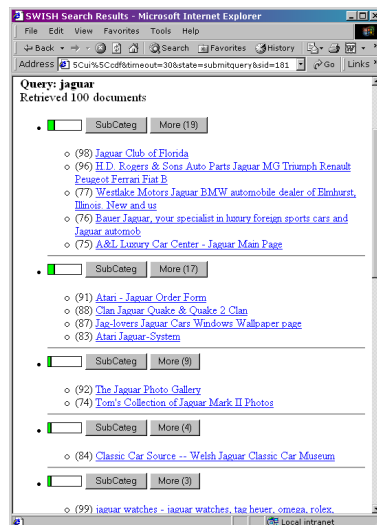 SWISH Search Results - Microsoft Internet Explorer
File Edit View Favorites Tools Help
Back Search Favorites History
Address 5Cui%5Ccdf&timeout=30&state=submitquery&sid=181 Go Links »
Query: jaguar
Retrieved 100 documents
SubCateg More (19)
(98) Jaguar Club of Florida
(96) H.D. Rogers & Sons Auto Parts Jaguar MG Triumph Renault
Peugeot Ferrari Fiat B
(77) Westlake Motors Jaguar BMW automobile dealer of Elmhurst,
Illinois. New and us
(76) Bauer Jaguar, your specialist in luxury foreign sports cars and
Jaguar automob
(75) A&L Luxury Car Center - Jaguar Main Page
SubCateg More (17)
(91) Atari - Jaguar Order Form
(88) Clan Jaguar Quake & Quake 2 Clan
(87) Jag-lovers Jaguar Cars Windows Wallpaper page
(83) Atari Jaguar-System
SubCateg More (9)
(92) The Jaguar Photo Gallery
(74) Tom's Collection of Jaguar Mark II Photos
SubCateg More (4)
(84) Classic Car Source -- Welsh Jaguar Classic Car Museum
SubCateg More (3)
(99) jaguar watches - jaguar watches, tag heuer, omega, rolex,
Local intranet